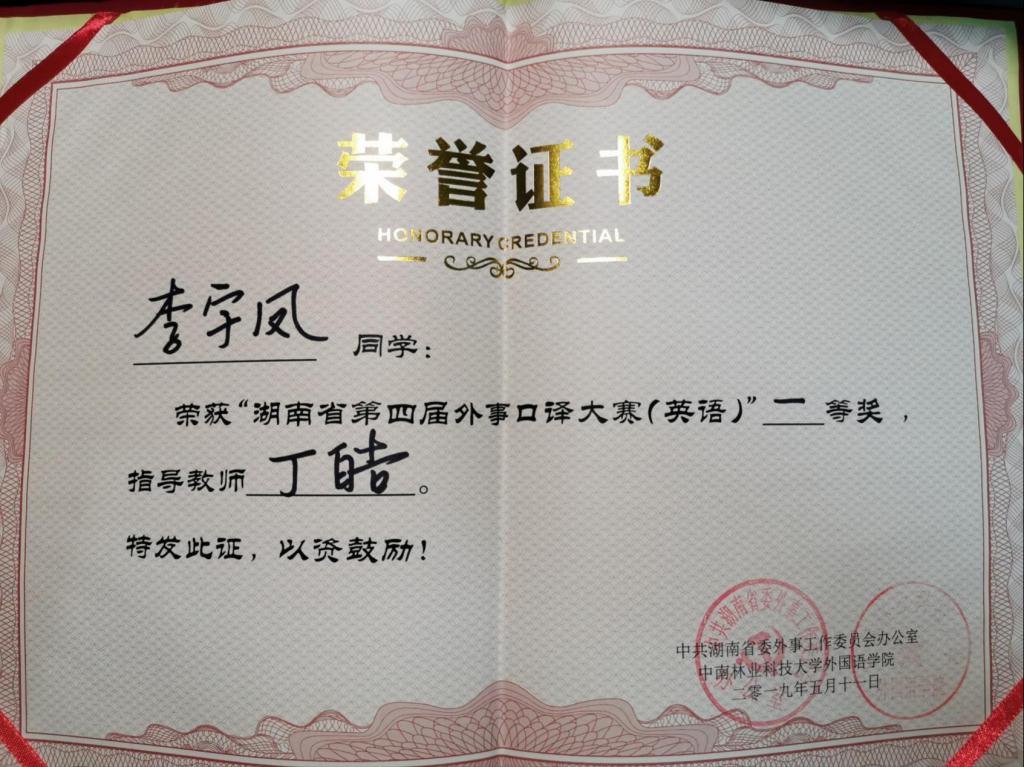 荣誉证书
HONORARY CREDENTIAL
李宇凤 同学：
荣获“湖南省第四届外事口译大赛（英语）”一等奖，
指导教师丁皓。
特发此证，以资鼓励！
中共湖南省委外事工作委员会办公室
中南林业科技大学外国语学院
二零一九年五月十一日